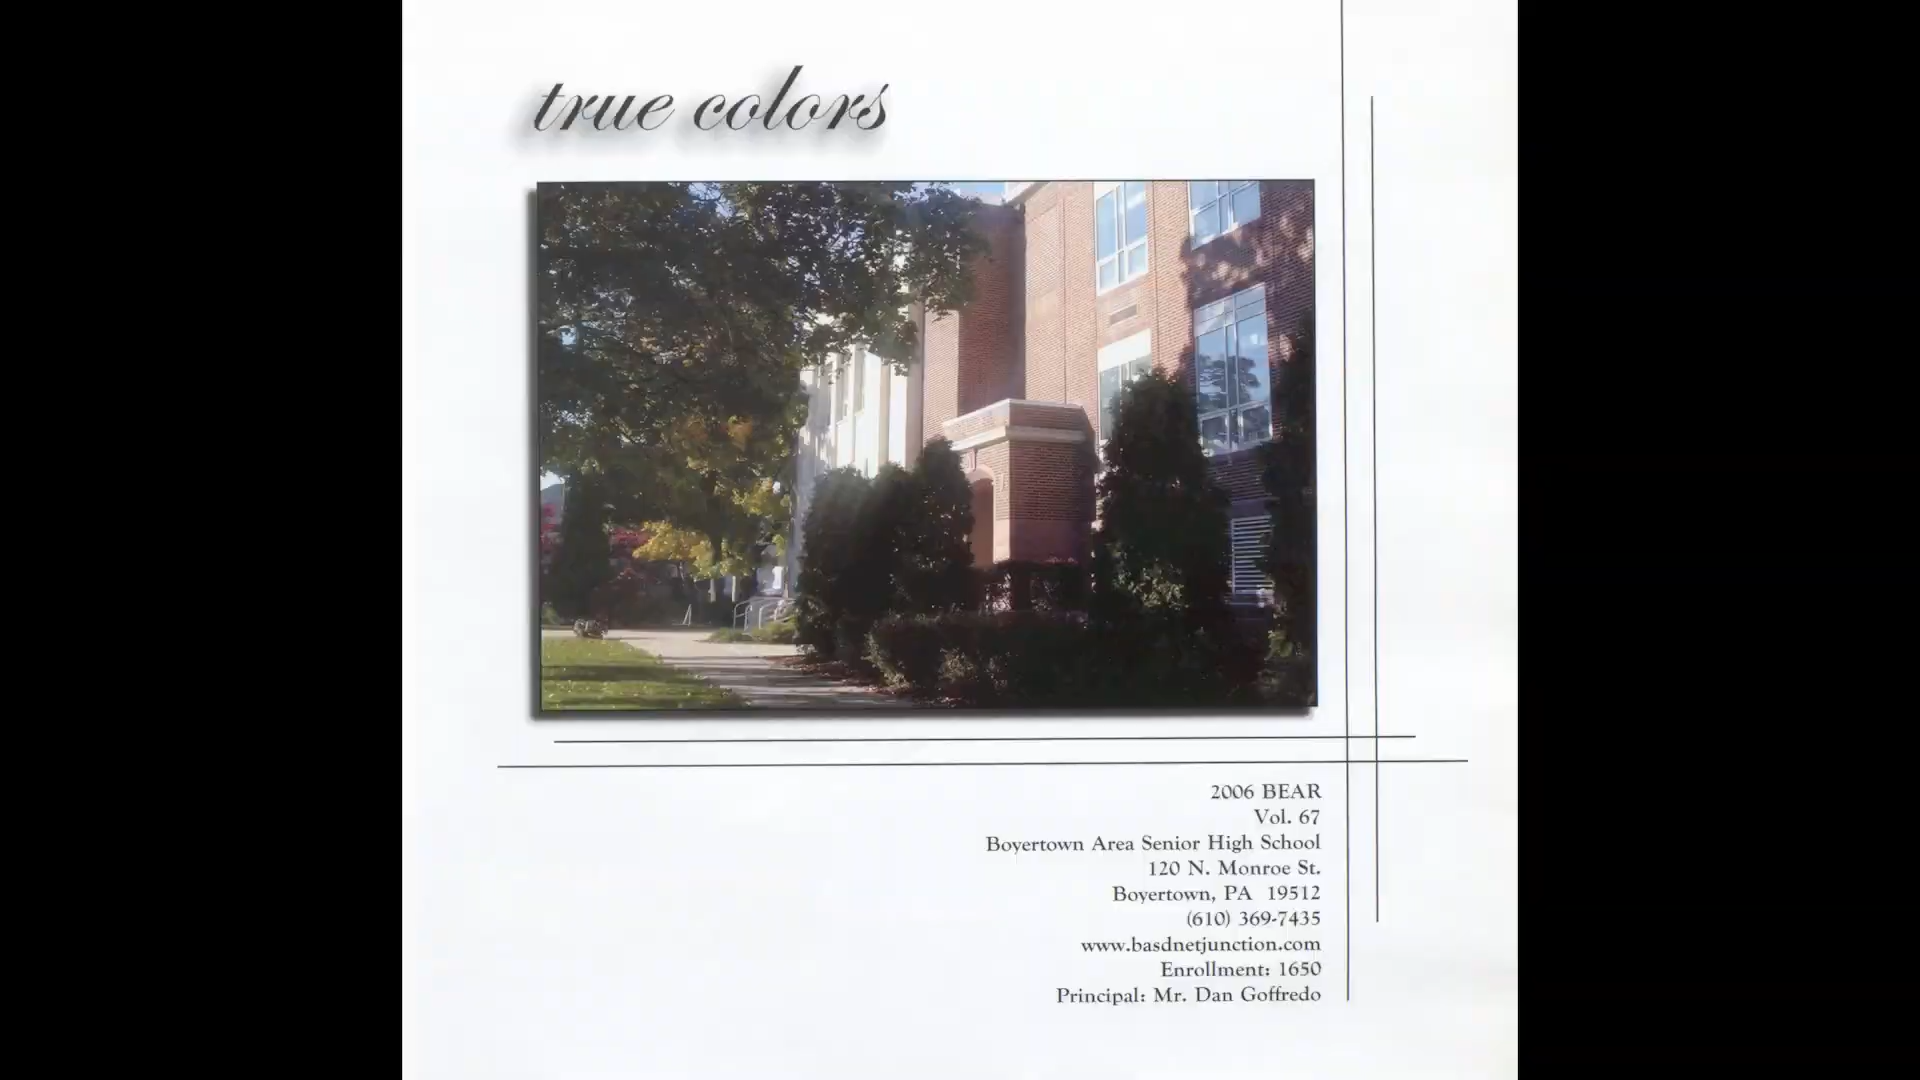 true colors
2006 BEAR
Vol. 67
Boyertown Area Senior High School
120 N. Monroe St.
Boyertown, PA  19512
(610) 369-7435
www.basdnetjunction.com
Enrollment: 1650
Principal: Mr. Dan Goffredo